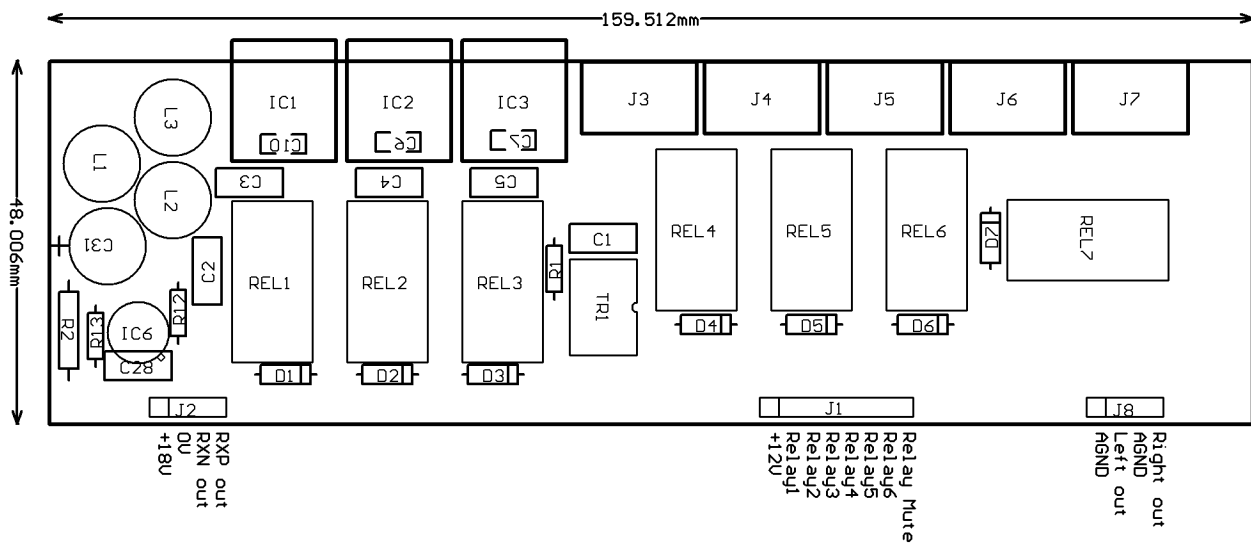 159.512mm
48.006mm
IC1
IC2
IC3
J3
J4
J5
J6
J7
L3
L1
L2
C31
C10
C9
C7
C3
C4
C5
C2
C1
R1
TR1
REL1
REL2
REL3
REL4
REL5
REL6
REL7
D7
R2
R13
R12
IC6
C28
D1
D2
D3
D4
D5
D6
J2
J1
J8
+18V
0V
RXN out
RXP out
+12V
Relay1
Relay2
Relay3
Relay4
Relay5
Relay6
Relay Mute
AGND
Left out
AGND
Right out